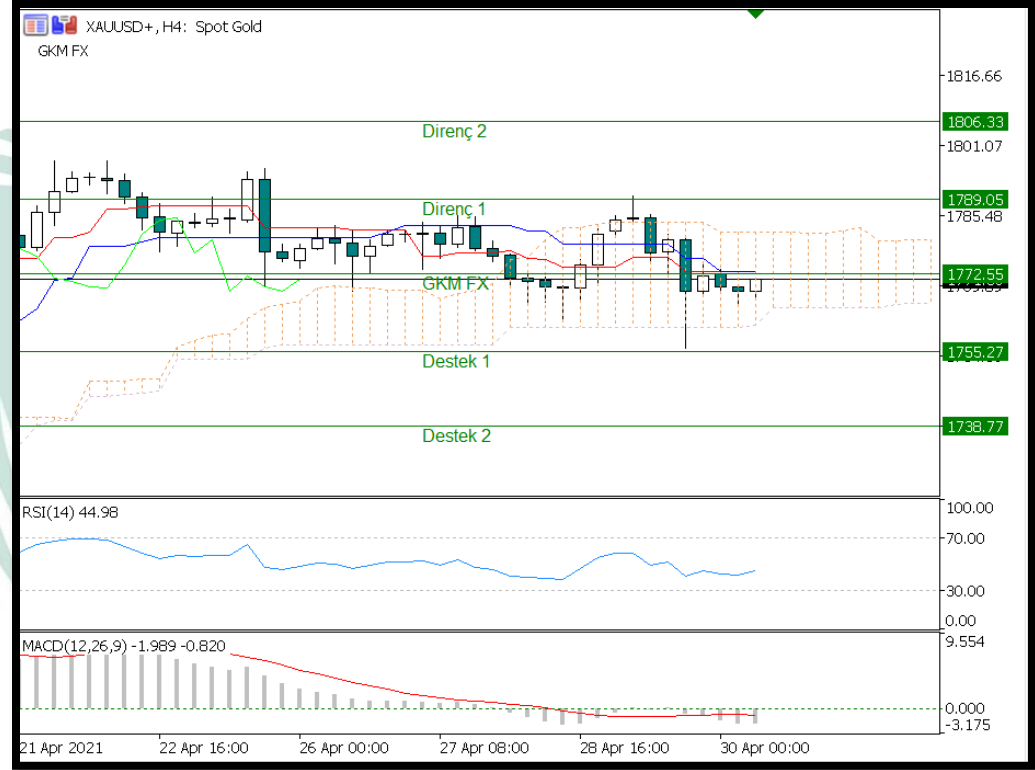 XAUUSD+, H4: Spot Gold
GKM FX
1816.66
1806.33
Direnç 2
1801.07
1789.05
Direnç 1
1785.48
1772.55
GKM FX
1755.27
Destek 1
1738.77
Destek 2
RSI(14) 44.98
100.00
70.00
30.00
0.00
MACD(12,26,9) -1.989 -0.820
9.554
0.000
-3.175
21 Apr 2021 22 Apr 16:00 26 Apr 00:00 27 Apr 08:00 28 Apr 16:00 30 Apr 00:00